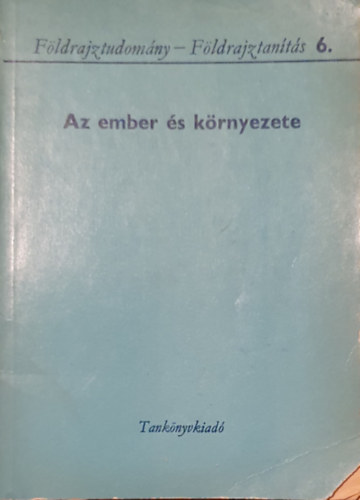 Földrajztudomány – Földrajztanítás 6.
Az ember és környezete
Tankönyvkiadó